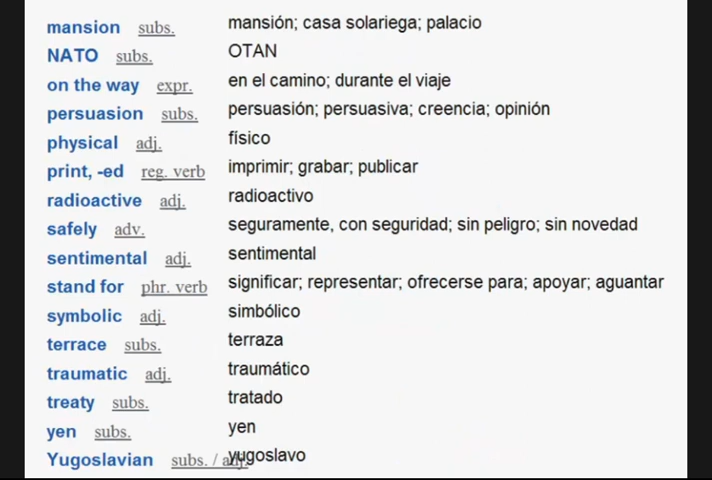 mansion subs. mansión; casa solariega; palacio
NATO subs. OTAN
on the way expr. en el camino; durante el viaje
persuasion subs. persuasión; persuasiva; creencia; opinión
physical adj. físico
print, -ed reg. verb imprimir; grabar; publicar
radioactive adj. radioactivo
safely adv. seguramente, con seguridad; sin peligro; sin novedad
sentimental adj. sentimental
stand for phr. verb significar; representar; ofrecerse para; apoyar; aguantar
symbolic adj. simbólico
terrace subs. terraza
traumatic adj. traumático
treaty subs. tratado
yen subs. yen
Yugoslavian subs. / adj. yugoslavo